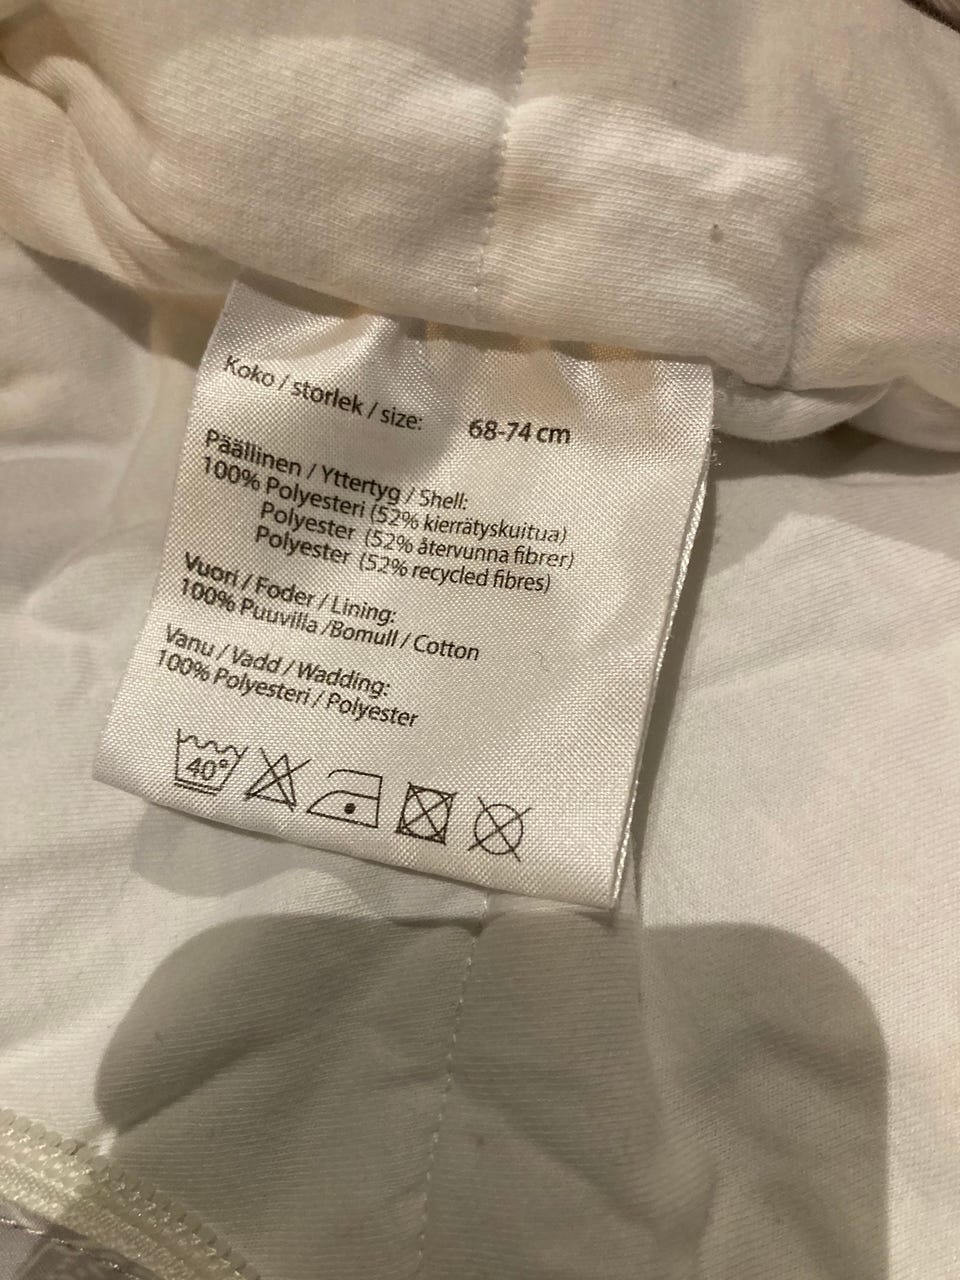 Koko / storlek / size: 68-74 cm
Päällinen / Yttertyg / Shell:
100% Polyesteri (52% kierrätyskuitua)
Polyester (52% återvunna fibrer)
Polyester (52% recycled fibres)
Vuori / Foder / Lining:
100% Puuvilla /Bomull / Cotton
Vanu / Vadd / Wadding:
100% Polyesteri / Polyester
40°